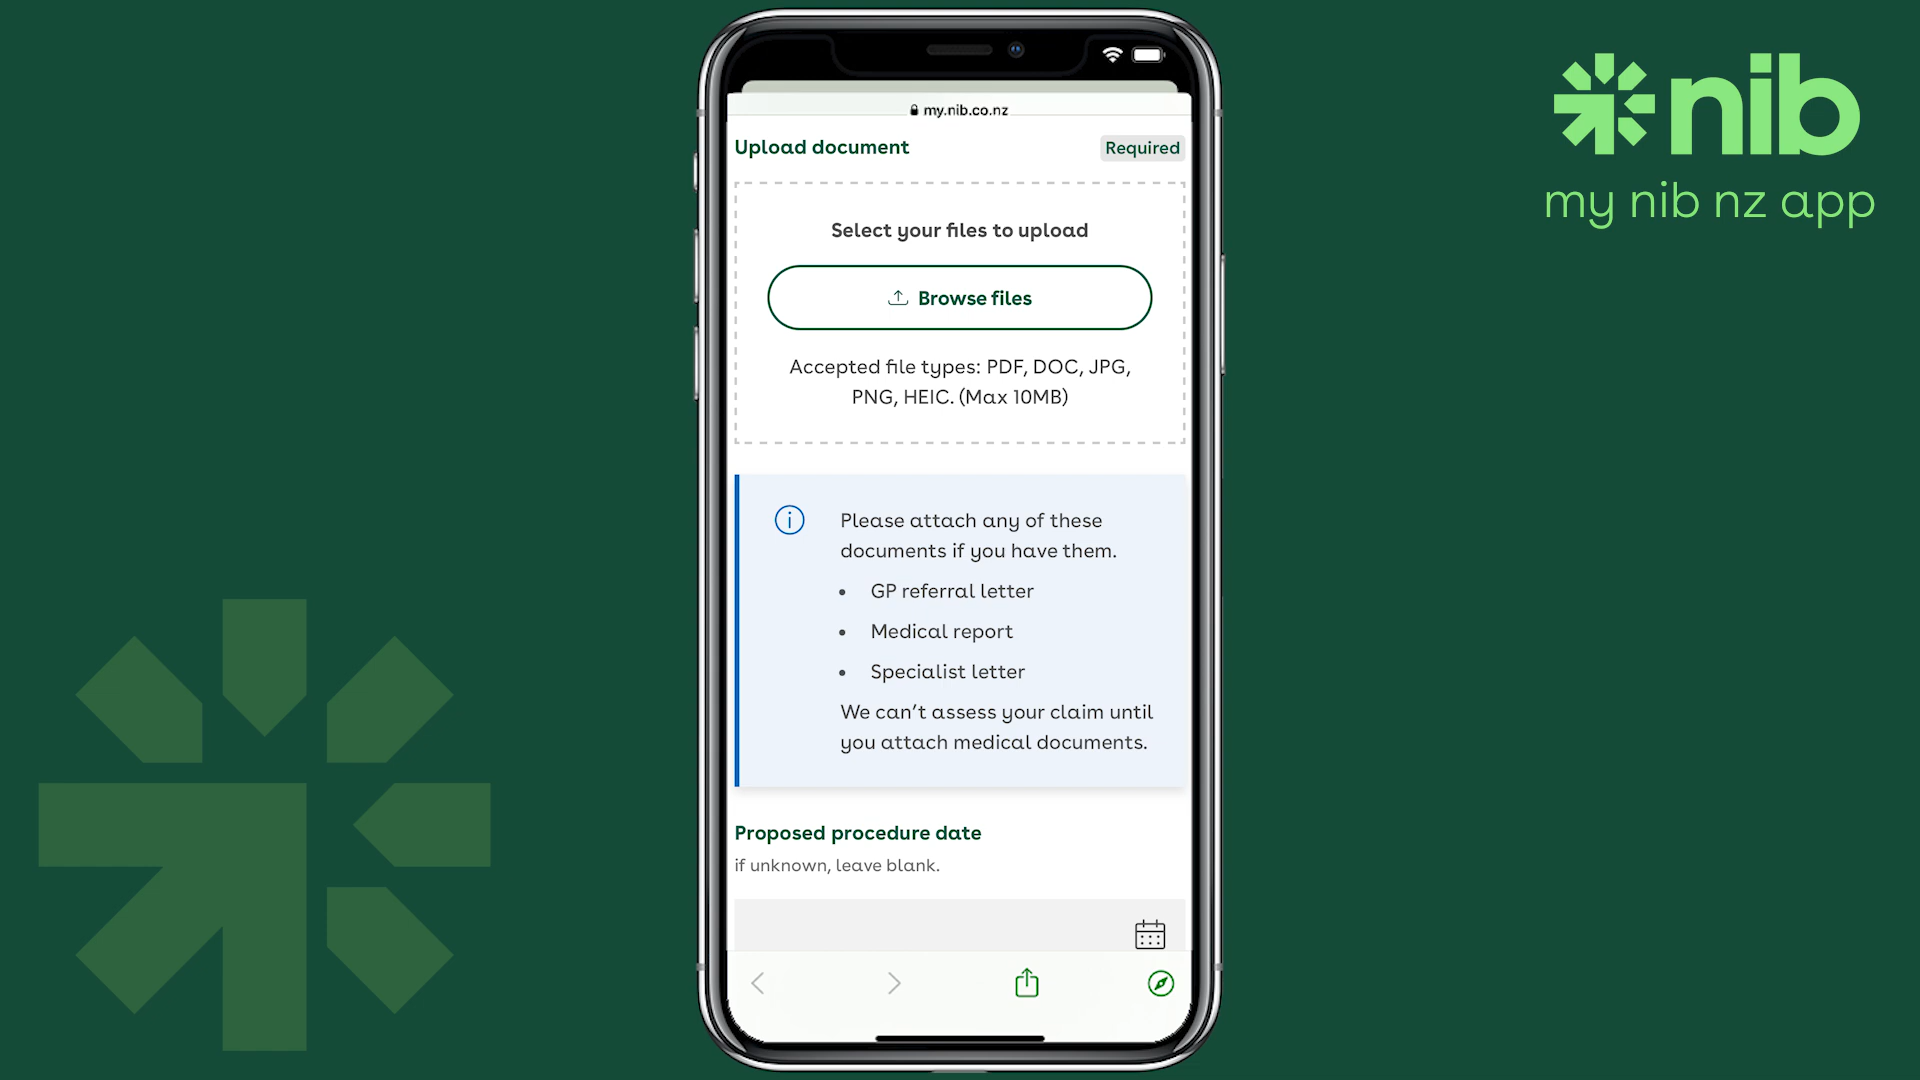 nib
my nib nz app
my.nib.co.nz
Upload document
Required
Select your files to upload
Browse files
Accepted file types: PDF, DOC, JPG,
PNG, HEIC. (Max 10MB)
Please attach any of these
documents if you have them.
• GP referral letter
• Medical report
• Specialist letter
We can’t assess your claim until
you attach medical documents.
Proposed procedure date
if unknown, leave blank.